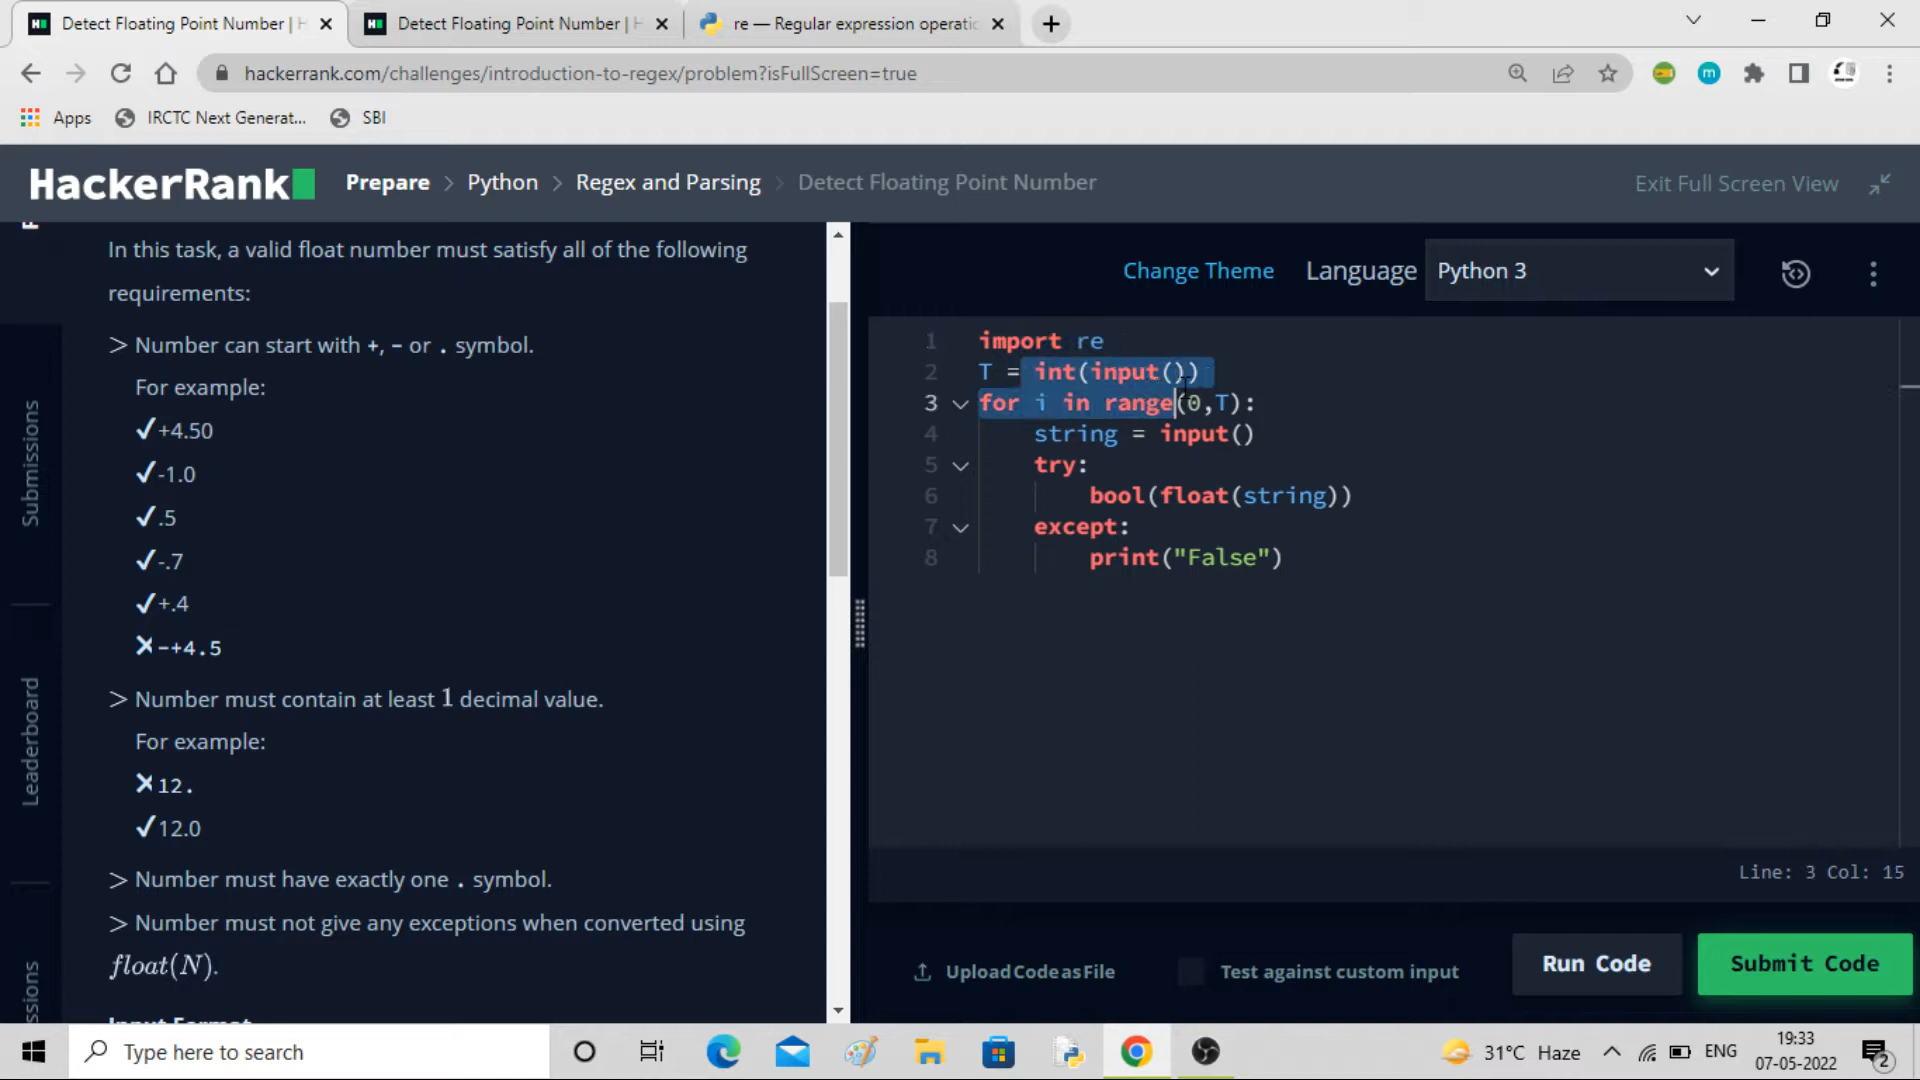 Detect Floating Point Number | H
Detect Floating Point Number | H
re — Regular expression operatio
hackerrank.com/challenges/introduction-to-regex/problem?isFullScreen=true
m
Apps
IRCTC Next Generat...
SBI
HackerRank
Prepare > Python > Regex and Parsing > Detect Floating Point Number
Exit Full Screen View
In this task, a valid float number must satisfy all of the following
requirements:
> Number can start with +, - or . symbol.
For example:
✓+4.50
✓-1.0
✓.5
✓-.7
✓+.4
✕-+4.5
> Number must contain at least 1 decimal value.
For example:
✕12.
✓12.0
> Number must have exactly one . symbol.
> Number must not give any exceptions when converted using
float(N).
Input Format
Submissions
Leaderboard
ssions
Change Theme
Language
Python 3
1 import re
2 T = int(input())
3 for i in range(0,T):
4 string = input()
5 try:
6 bool(float(string))
7 except:
8 print("False")
Line: 3 Col: 15
Upload Code as File
Test against custom input
Run Code
Submit Code
Type here to search
31°C Haze
ENG
19:33
07-05-2022
2